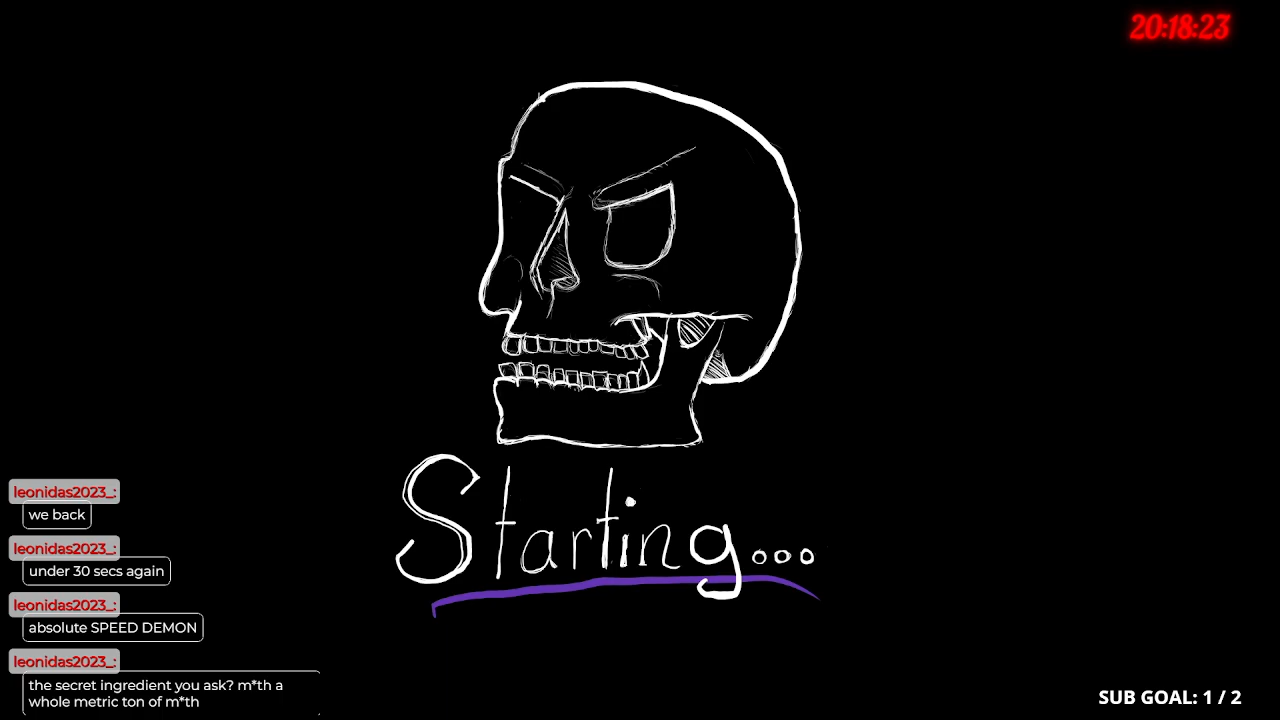 20:18:23
Starting...
leonidas2023_:
we back
leonidas2023_:
under 30 secs again
leonidas2023_:
absolute SPEED DEMON
leonidas2023_:
the secret ingredient you ask? m*th a
whole metric ton of m*th
SUB GOAL: 1 / 2